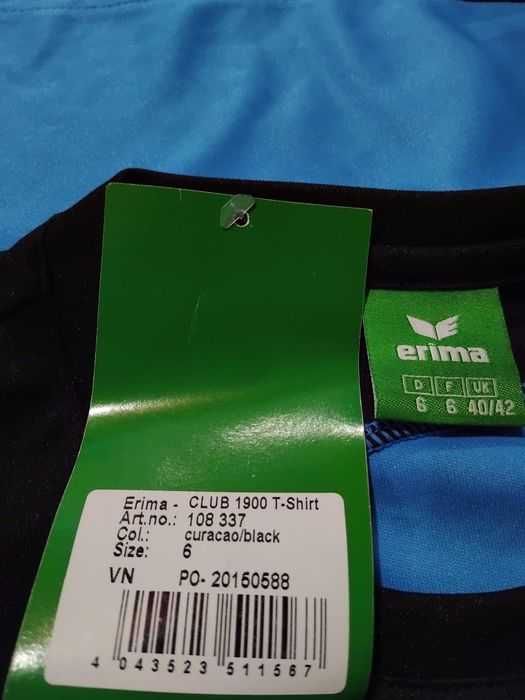 erima
D F UK
6 6 40/42
Erima - CLUB 1900 T-Shirt
Art.no.: 108 337
Col.: curacao/black
Size: 6
VN PO- 20150588
4 043523 511567